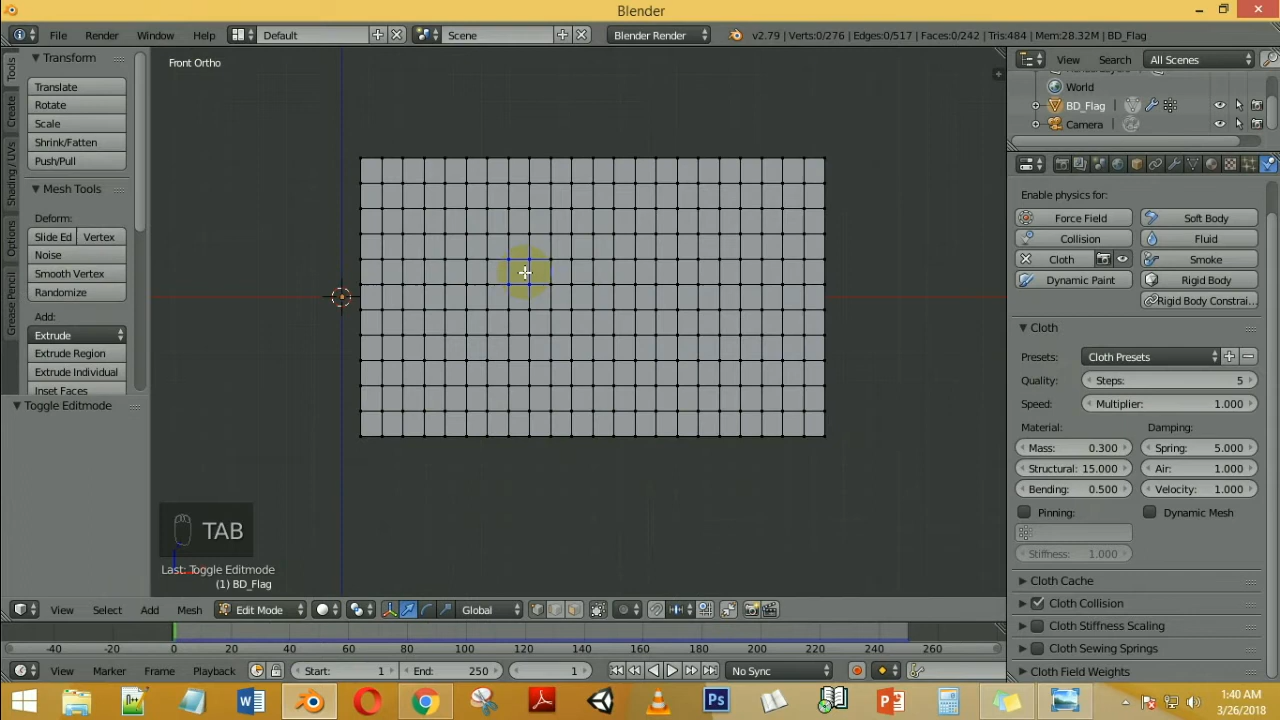 Blender
File Render Window Help Default Scene Blender Render v2.79 | Verts:0/276 | Edges:0/517 | Faces:0/242 | Tris:484 | Mem:28.32M | BD_Flag
View Search All Scenes
World
BD_Flag
Camera
Tools
Create
Shading / UVs
Options
Grease Pencil
Transform
Translate
Rotate
Scale
Shrink/Fatten
Push/Pull
Mesh Tools
Deform:
Slide Ed Vertex
Noise
Smooth Vertex
Randomize
Add:
Extrude
Extrude Region
Extrude Individual
Inset Faces
Toggle Editmode
Front Ortho
TAB
Last: Toggle Editmode
(1) BD_Flag
Enable physics for:
Force Field Soft Body
Collision Fluid
Cloth Smoke
Dynamic Paint Rigid Body
Rigid Body Constrai...
Cloth
Presets: Cloth Presets
Quality: Steps: 5
Speed: Multiplier: 1.000
Material: Damping:
Mass: 0.300 Spring: 5.000
Structural: 15.000 Air: 1.000
Bending: 0.500 Velocity: 1.000
Pinning: Dynamic Mesh
Stiffness: 1.000
Cloth Cache
Cloth Collision
Cloth Stiffness Scaling
Cloth Sewing Springs
Cloth Field Weights
View Select Add Mesh Edit Mode Global
-40 -20 0 20 40 60 80 100 120 140 160 180 200 220 240 260
View Marker Frame Playback Start: 1 End: 250 1 No Sync
1:40 AM
3/26/2018